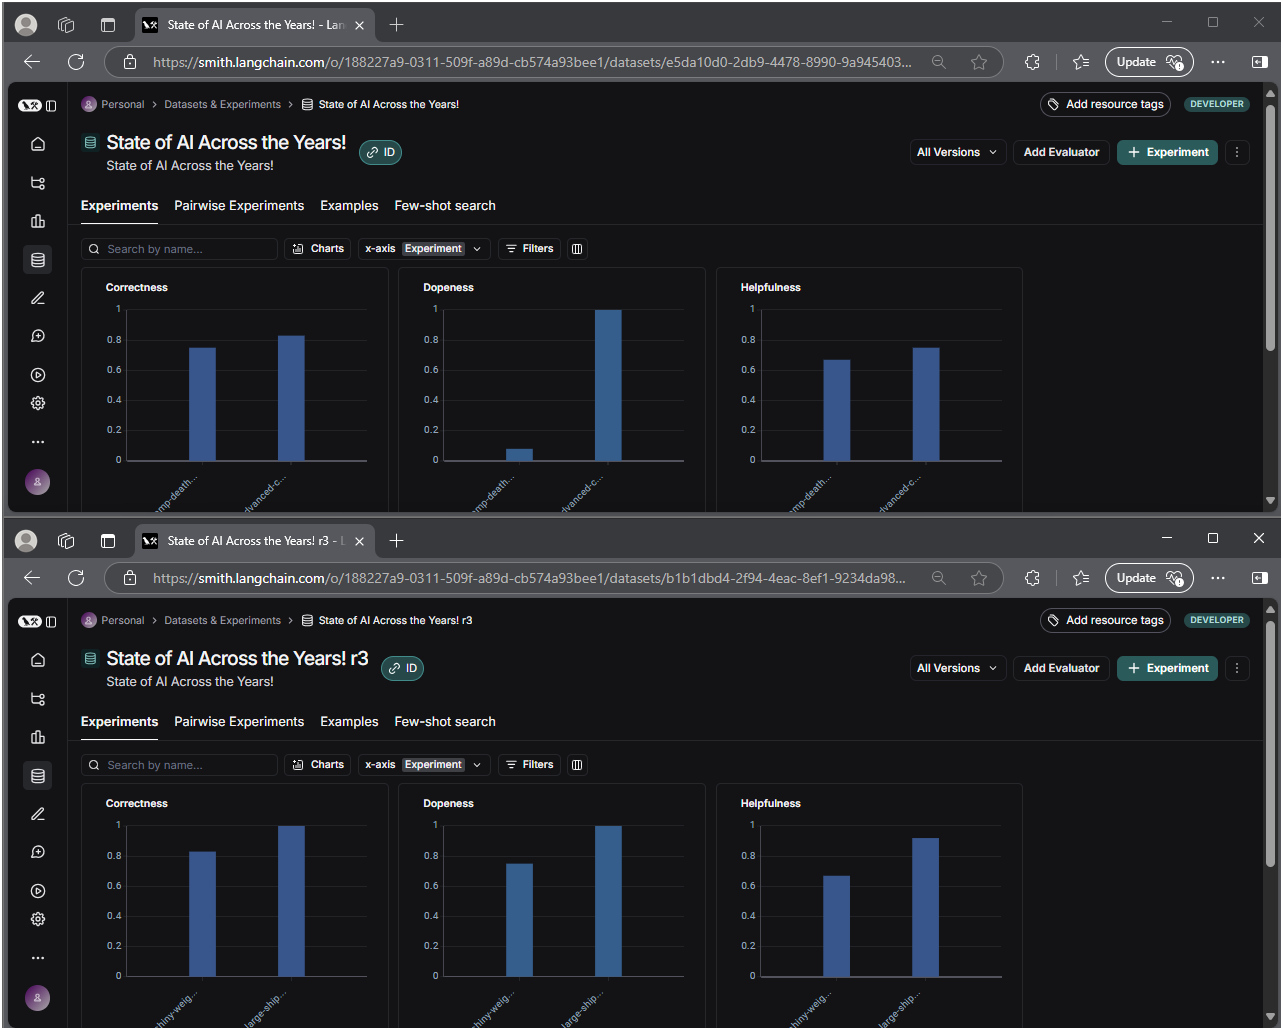 State of AI Across the Years! - Lan
https://smith.langchain.com/o/188227a9-0311-509f-a89d-cb574a93bee1/datasets/e5da10d0-2db9-4478-8990-9a945403...
Update
Personal > Datasets & Experiments > State of AI Across the Years!
Add resource tags
DEVELOPER
State of AI Across the Years!
ID
State of AI Across the Years!
All Versions
Add Evaluator
+ Experiment
Experiments
Pairwise Experiments
Examples
Few-shot search
Search by name...
Charts
x-axis Experiment
Filters
Correctness
1
0.8
0.6
0.4
0.2
0
omp-death...
dvanced-c...
Dopeness
1
0.8
0.6
0.4
0.2
0
omp-death...
dvanced-c...
Helpfulness
1
0.8
0.6
0.4
0.2
0
omp-death...
dvanced-c...
State of AI Across the Years! r3 - L
https://smith.langchain.com/o/188227a9-0311-509f-a89d-cb574a93bee1/datasets/b1b1dbd4-2f94-4eac-8ef1-9234da98...
Update
Personal > Datasets & Experiments > State of AI Across the Years! r3
Add resource tags
DEVELOPER
State of AI Across the Years! r3
ID
State of AI Across the Years!
All Versions
Add Evaluator
+ Experiment
Experiments
Pairwise Experiments
Examples
Few-shot search
Search by name...
Charts
x-axis Experiment
Filters
Correctness
1
0.8
0.6
0.4
0.2
0
shiny-weig...
large-ship...
Dopeness
1
0.8
0.6
0.4
0.2
0
shiny-weig...
large-ship...
Helpfulness
1
0.8
0.6
0.4
0.2
0
shiny-weig...
large-ship...